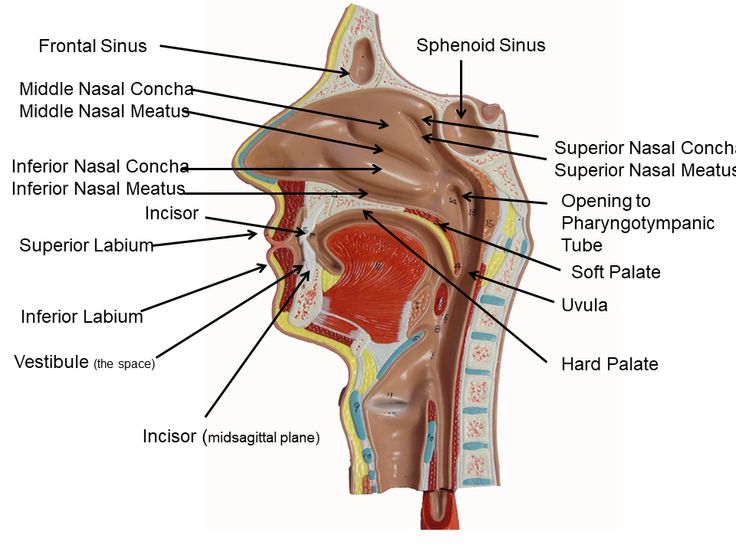 Frontal Sinus
Sphenoid Sinus
Middle Nasal Concha
Middle Nasal Meatus
Superior Nasal Concha
Superior Nasal Meatus
Inferior Nasal Concha
Inferior Nasal Meatus
Opening to
Pharyngotympanic
Tube
Incisor
Superior Labium
Soft Palate
Uvula
Inferior Labium
Vestibule (the space)
Hard Palate
Incisor (midsagittal plane)